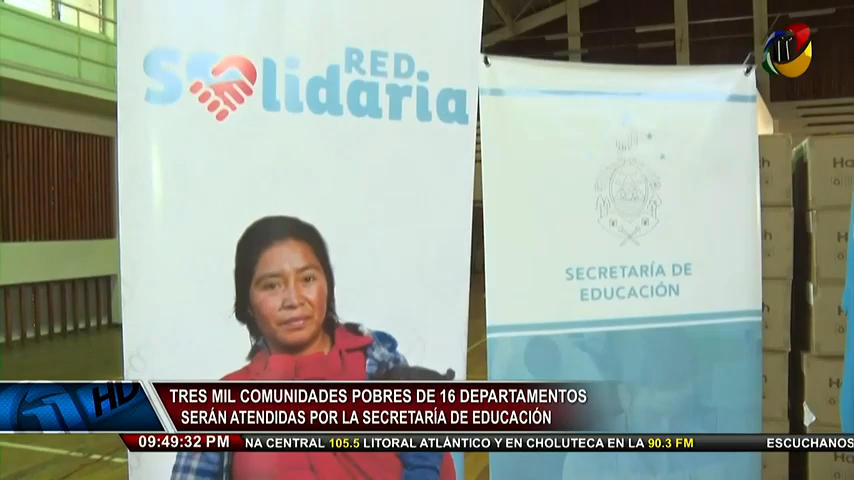 RED
Solidaria
SECRETARÍA DE
EDUCACIÓN
HD
TRES MIL COMUNIDADES POBRES DE 16 DEPARTAMENTOS
SERÁN ATENDIDAS POR LA SECRETARÍA DE EDUCACIÓN
09:49:32 PM
NA CENTRAL 105.5 LITORAL ATLÁNTICO Y EN CHOLUTECA EN LA 90.3 FM
ESCUCHANOS